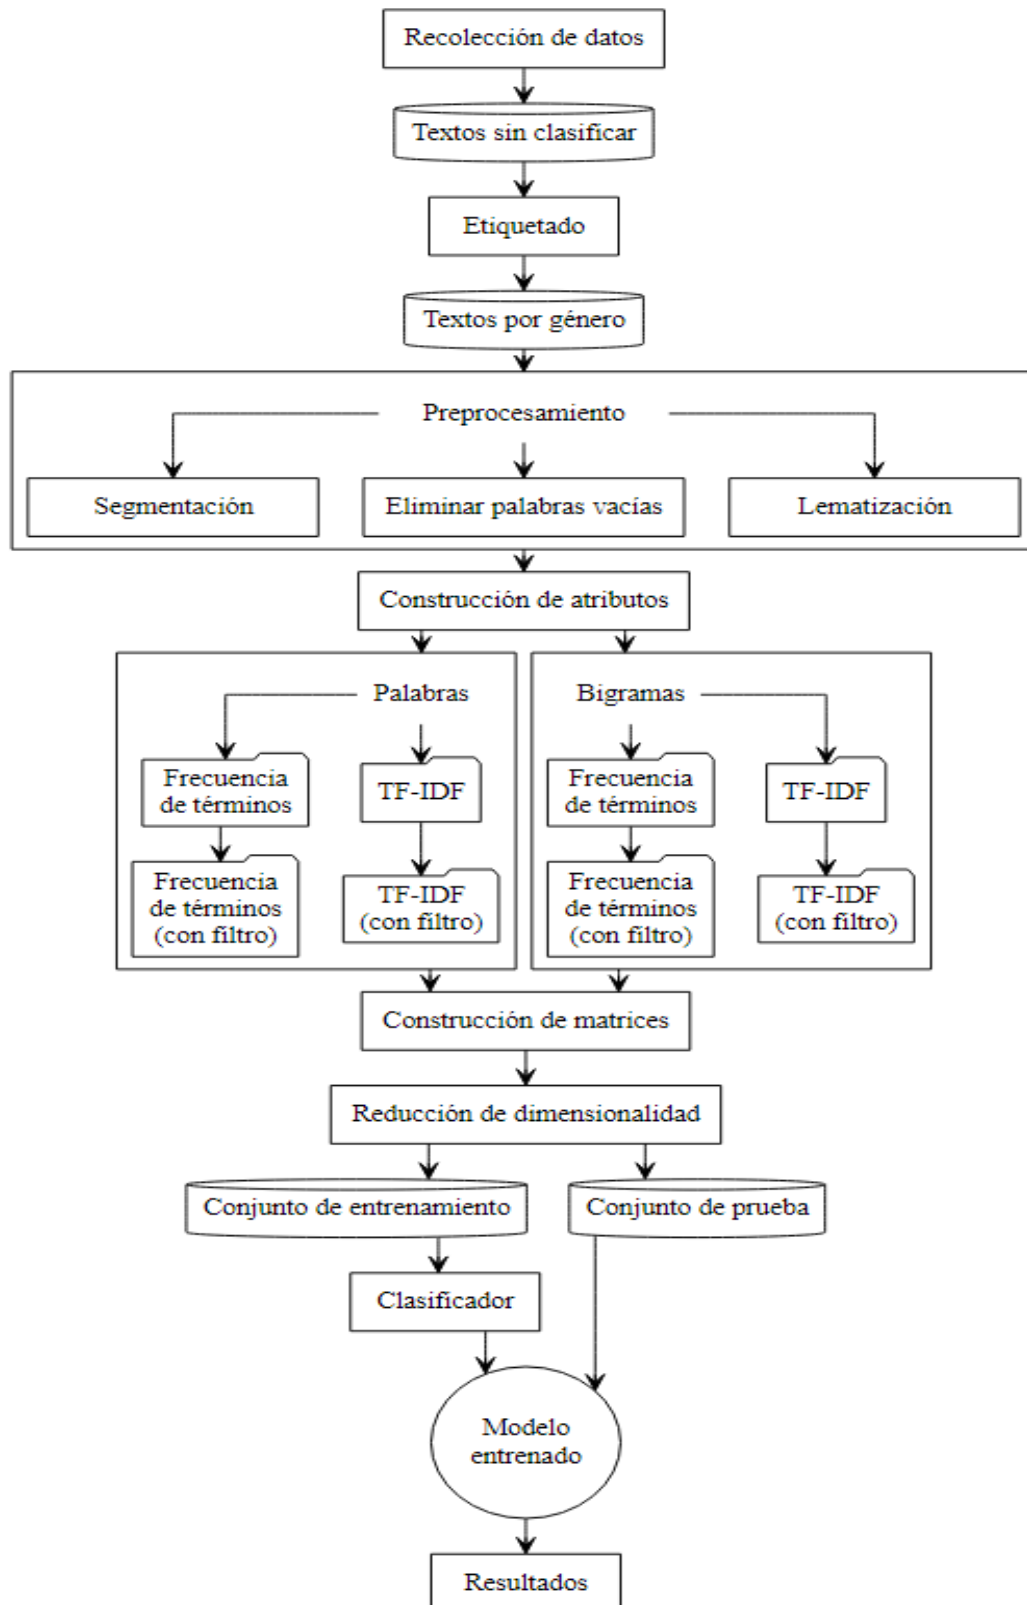 Recolección de datos
Textos sin clasificar
Etiquetado
Textos por género
Preprocesamiento
Segmentación
Eliminar palabras vacías
Lematización
Construcción de atributos
Palabras
Frecuencia
de términos
TF-IDF
Frecuencia
de términos
(con filtro)
TF-IDF
(con filtro)
Bigramas
Frecuencia
de términos
TF-IDF
Frecuencia
de términos
(con filtro)
TF-IDF
(con filtro)
Construcción de matrices
Reducción de dimensionalidad
Conjunto de entrenamiento
Conjunto de prueba
Clasificador
Modelo
entrenado
Resultados